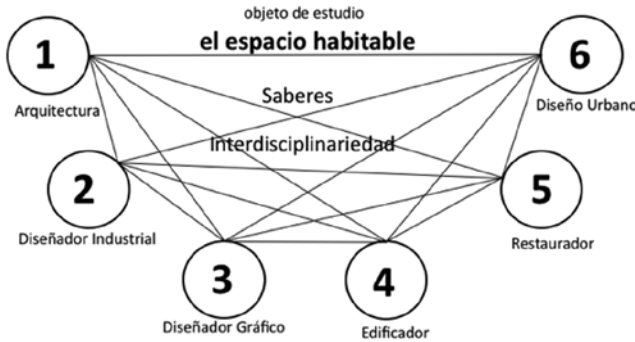 objeto de estudio
el espacio habitable
1
6
Arquitectura
Saberes
Diseño Urbano
Interdisciplinariedad
2
5
Diseñador Industrial
Restaurador
3
4
Diseñador Gráfico
Edificador